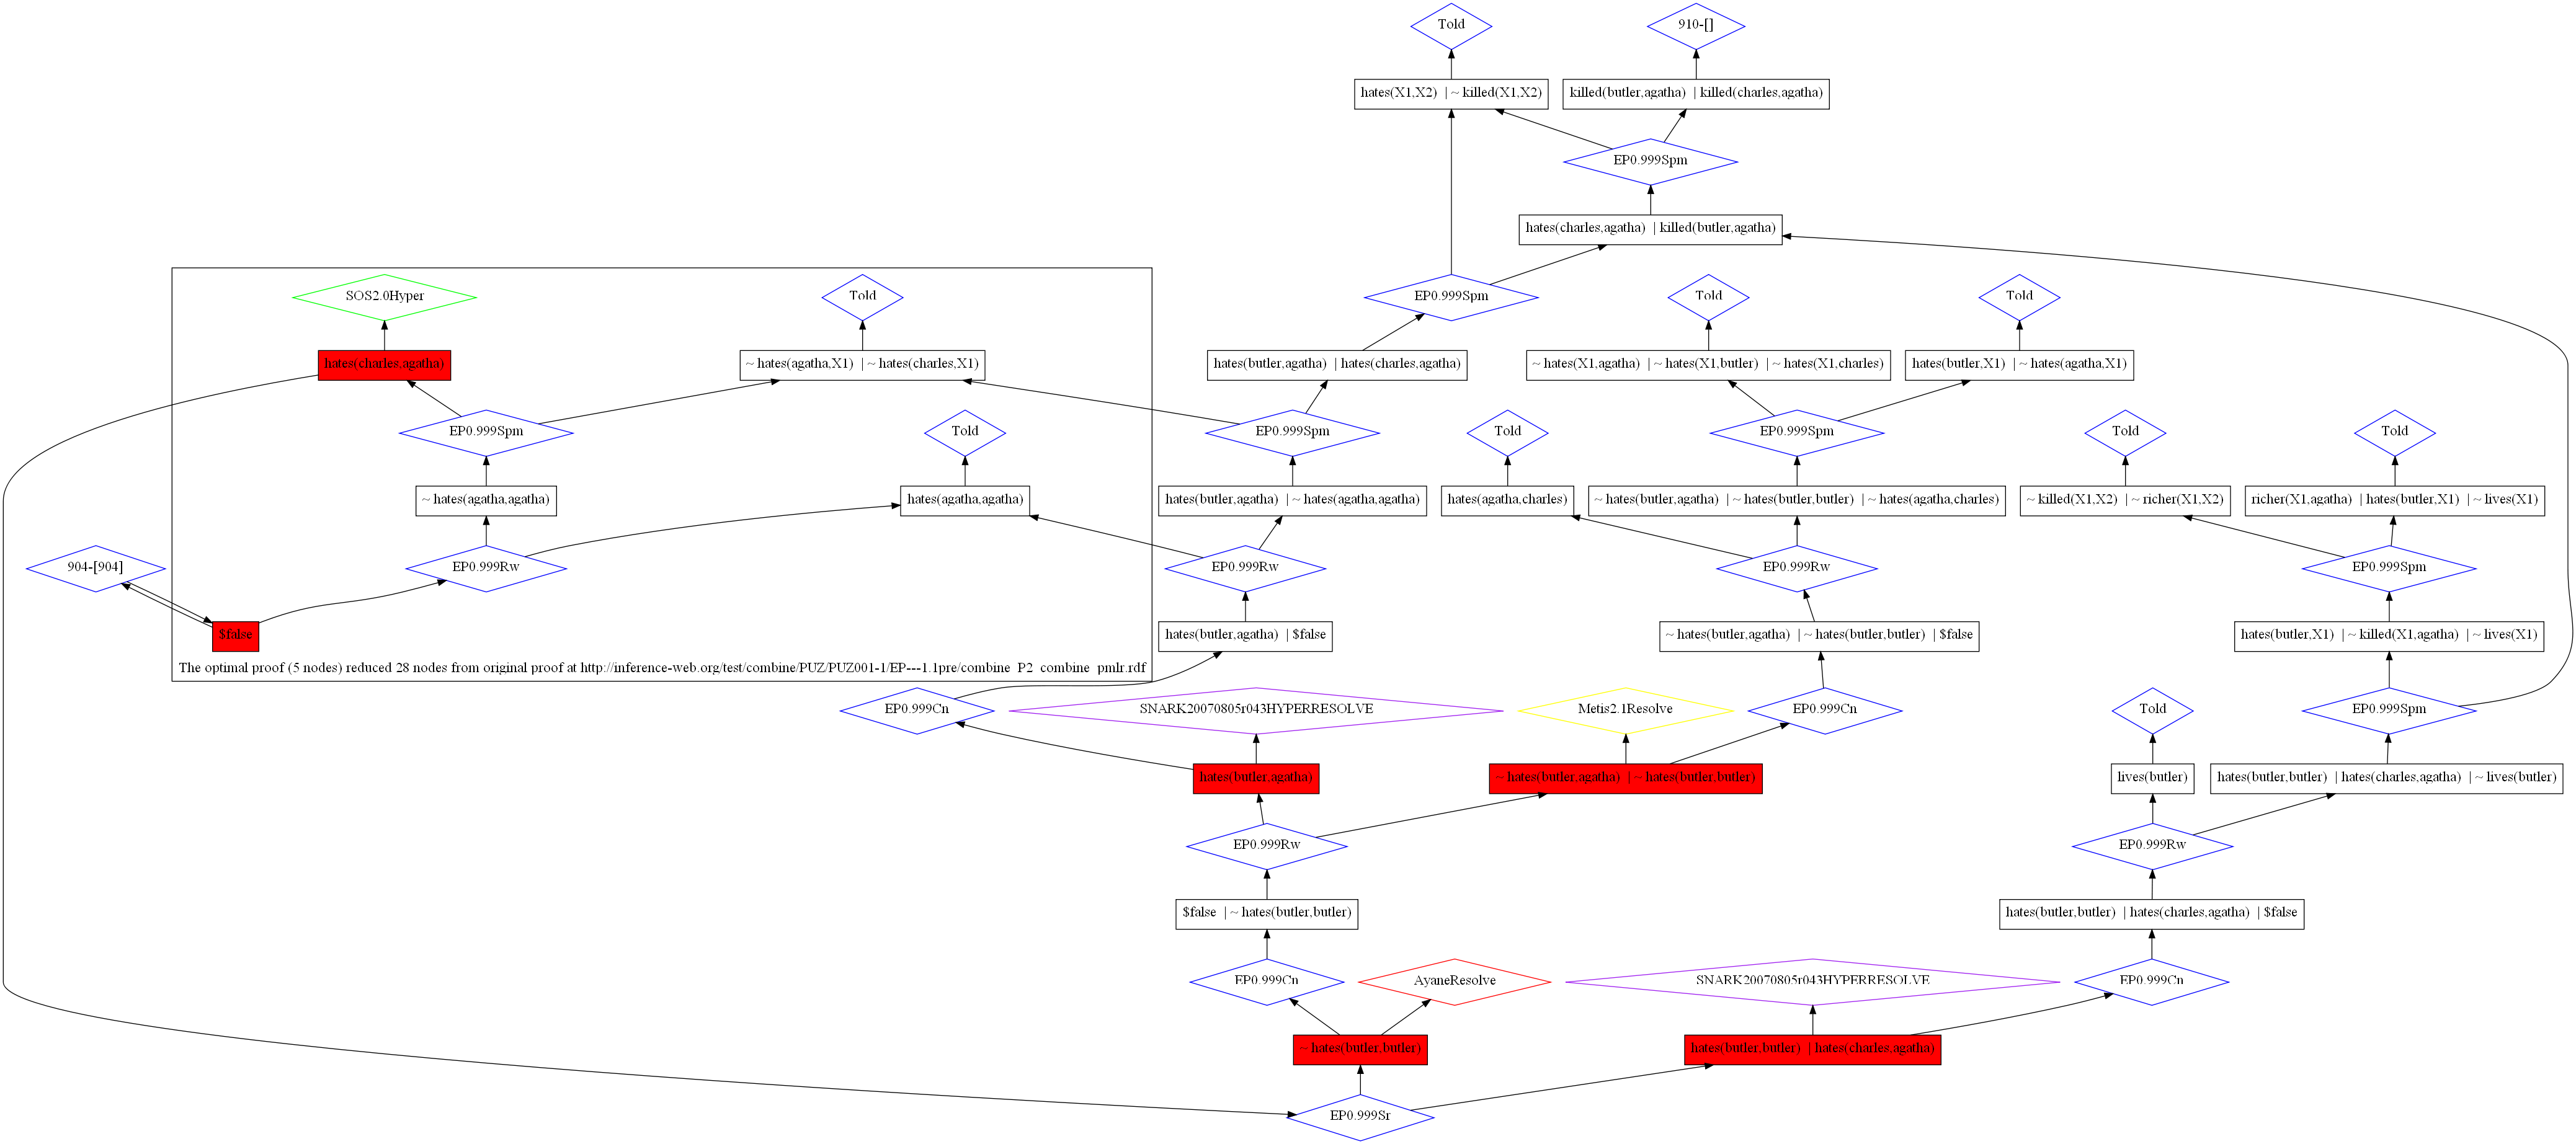 Told
910-[]
hates(X1,X2) | ~ killed(X1,X2)
killed(butler,agatha) | killed(charles,agatha)
EP0.999Spm
hates(charles,agatha) | killed(butler,agatha)
SOS2.0Hyper
Told
EP0.999Spm
Told
Told
hates(charles,agatha)
~ hates(agatha,X1) | ~ hates(charles,X1)
hates(butler,agatha) | hates(charles,agatha)
~ hates(X1,agatha) | ~ hates(X1,butler) | ~ hates(X1,charles)
hates(butler,X1) | ~ hates(agatha,X1)
EP0.999Spm
Told
EP0.999Spm
Told
EP0.999Spm
Told
Told
~ hates(agatha,agatha)
hates(agatha,agatha)
hates(butler,agatha) | ~ hates(agatha,agatha)
hates(agatha,charles)
~ hates(butler,agatha) | ~ hates(butler,butler) | ~ hates(agatha,charles)
~ killed(X1,X2) | ~ richer(X1,X2)
richer(X1,agatha) | hates(butler,X1) | ~ lives(X1)
904-[904]
EP0.999Rw
EP0.999Rw
EP0.999Rw
EP0.999Spm
$false
hates(butler,agatha) | $false
~ hates(butler,agatha) | ~ hates(butler,butler) | $false
hates(butler,X1) | ~ killed(X1,agatha) | ~ lives(X1)
The optimal proof (5 nodes) reduced 28 nodes from original proof at http://inference-web.org/test/combine/PUZ/PUZ001-1/EP---1.1pre/combine_P2_combine_pmlr.rdf
EP0.999Cn
SNARK20070805r043HYPERRESOLVE
Metis2.1Resolve
EP0.999Cn
Told
EP0.999Spm
hates(butler,agatha)
~ hates(butler,agatha) | ~ hates(butler,butler)
lives(butler)
hates(butler,butler) | hates(charles,agatha) | ~ lives(butler)
EP0.999Rw
EP0.999Rw
$false | ~ hates(butler,butler)
hates(butler,butler) | hates(charles,agatha) | $false
EP0.999Cn
AyaneResolve
SNARK20070805r043HYPERRESOLVE
EP0.999Cn
~ hates(butler,butler)
hates(butler,butler) | hates(charles,agatha)
EP0.999Sr